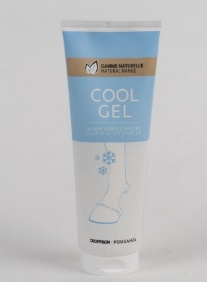 GAMME NATURELLE
NATURAL RANGE
COOL
GEL
DECATHLON • FOUGANZA